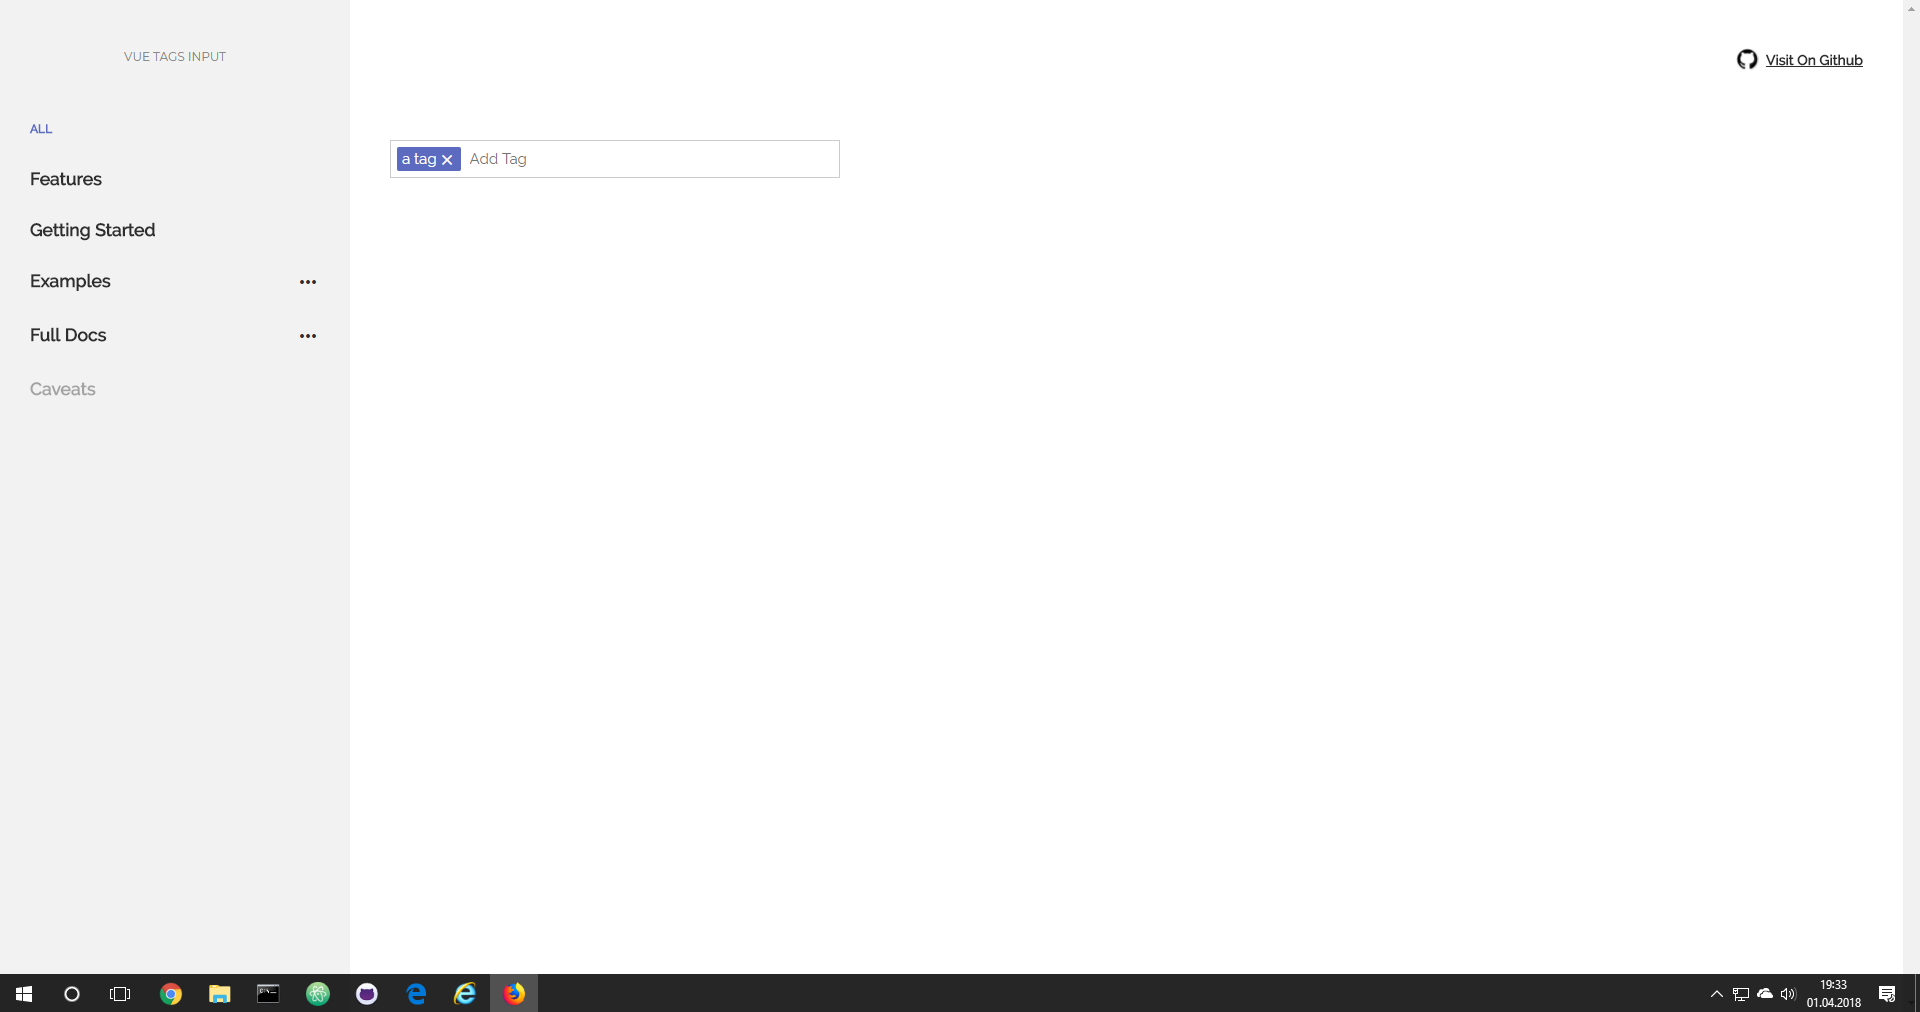 VUE TAGS INPUT
Visit On Github
ALL
a tag
Add Tag
Features
Getting Started
Examples
Full Docs
Caveats
19:33
01.04.2018